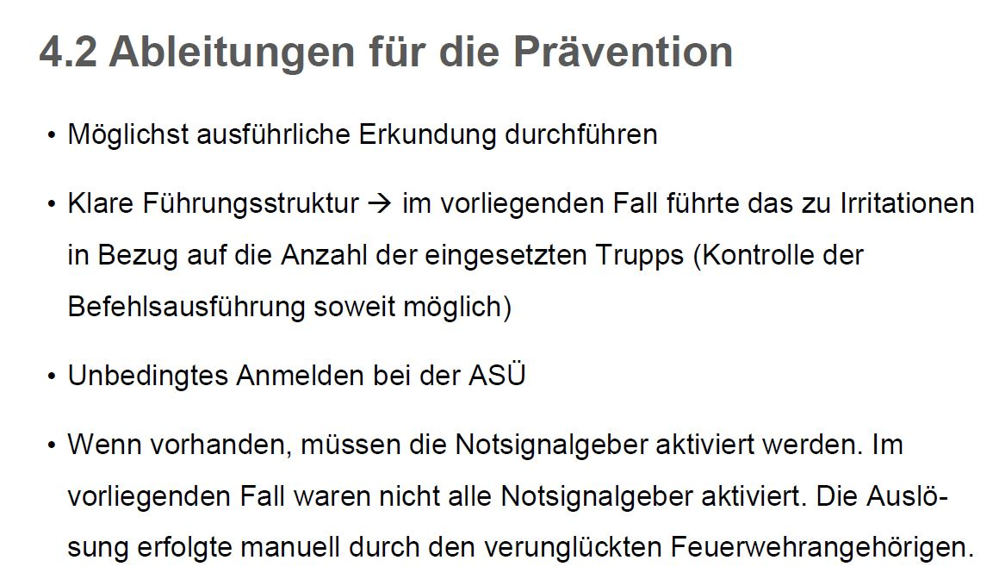 4.2 Ableitungen für die Prävention
• Möglichst ausführliche Erkundung durchführen
• Klare Führungsstruktur → im vorliegenden Fall führte das zu Irritationen
in Bezug auf die Anzahl der eingesetzten Trupps (Kontrolle der
Befehlsausführung soweit möglich)
• Unbedingtes Anmelden bei der ASÜ
• Wenn vorhanden, müssen die Notsignalgeber aktiviert werden. Im
vorliegenden Fall waren nicht alle Notsignalgeber aktiviert. Die Auslö-
sung erfolgte manuell durch den verunglückten Feuerwehrangehörigen.